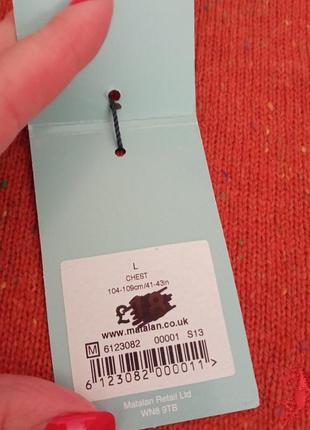 L
CHEST
104-109cm/41-43in
£
www.matalan.co.uk
M 6123082 00001 S13
6 123082 000011 >
Matalan Retail Ltd
WN8 9TB